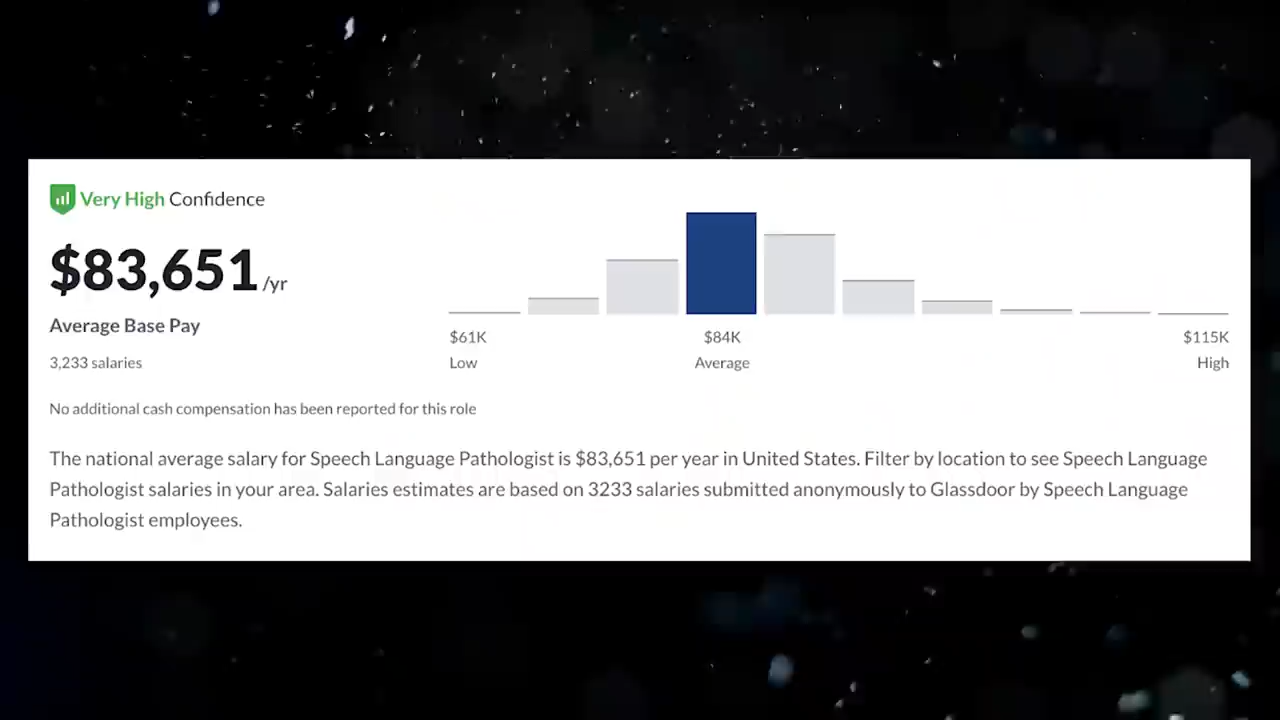 Very High Confidence
$83,651 /yr
Average Base Pay
3,233 salaries
$61K
Low
$84K
Average
$115K
High
No additional cash compensation has been reported for this role
The national average salary for Speech Language Pathologist is $83,651 per year in United States. Filter by location to see Speech Language
Pathologist salaries in your area. Salaries estimates are based on 3233 salaries submitted anonymously to Glassdoor by Speech Language
Pathologist employees.